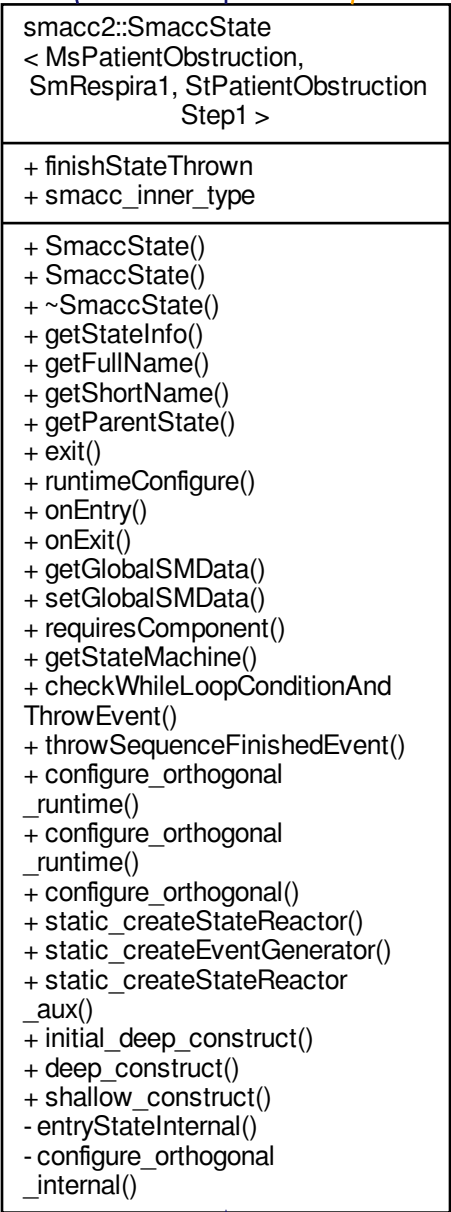 smacc2::SmaccState
< MsPatientObstruction,
SmRespira1, StPatientObstruction
Step1 >
+ finishStateThrown
+ smacc_inner_type
+ SmaccState()
+ SmaccState()
+ ~SmaccState()
+ getStateInfo()
+ getFullName()
+ getShortName()
+ getParentState()
+ exit()
+ runtimeConfigure()
+ onEntry()
+ onExit()
+ getGlobalSMData()
+ setGlobalSMData()
+ requiresComponent()
+ getStateMachine()
+ checkWhileLoopConditionAnd
ThrowEvent()
+ throwSequenceFinishedEvent()
+ configure_orthogonal
_runtime()
+ configure_orthogonal
_runtime()
+ configure_orthogonal()
+ static_createStateReactor()
+ static_createEventGenerator()
+ static_createStateReactor
_aux()
+ initial_deep_construct()
+ deep_construct()
+ shallow_construct()
- entryStateInternal()
- configure_orthogonal
_internal()